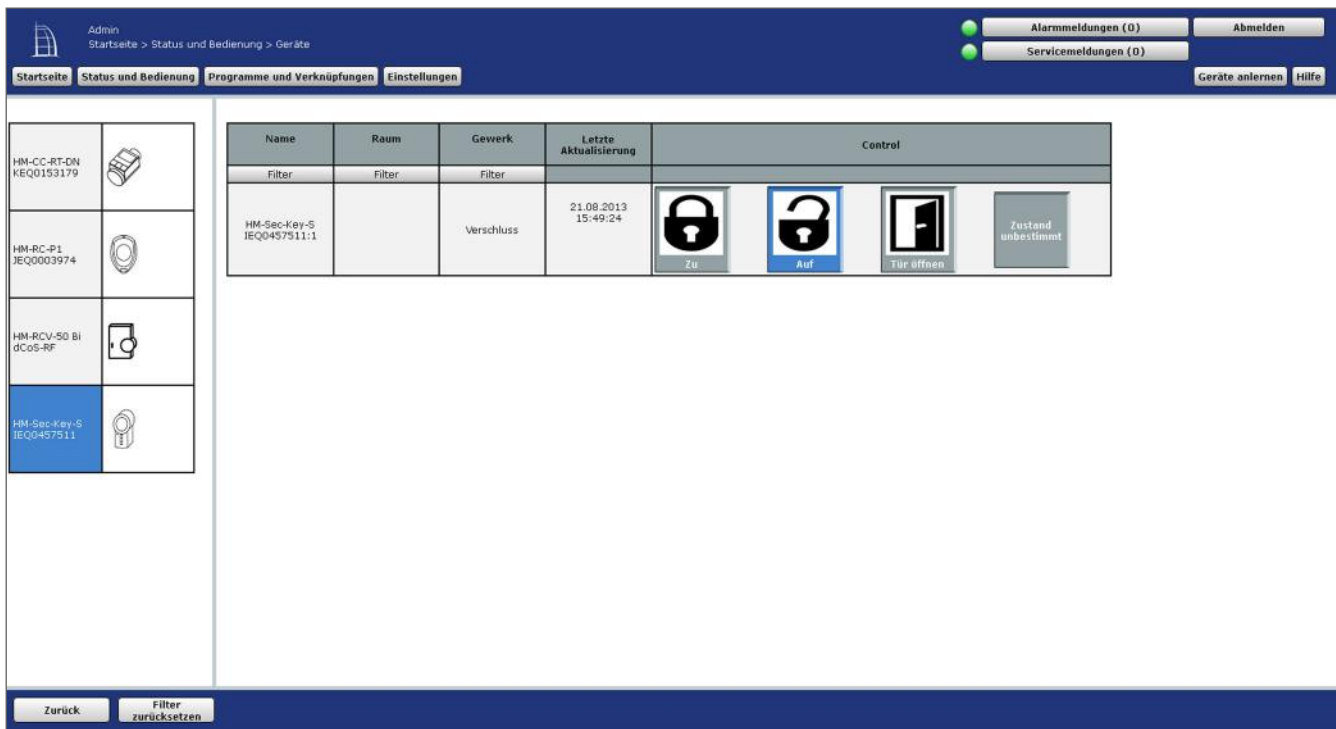 Admin
Startseite > Status und Bedienung > Geräte
Alarmmeldungen (0)
Abmelden
Servicemeldungen (0)
Startseite
Status und Bedienung
Programme und Verknüpfungen
Einstellungen
Geräte anlernen
Hilfe
HM-CC-RT-DN
KEQ0153179
HM-RC-P1
JEQ0003974
HM-RCV-50 Bi
dCoS-RF
HM-Sec-Key-S
IEQ0457511
Name
Raum
Gewerk
Letzte
Aktualisierung
Control
Filter
Filter
Filter
HM-Sec-Key-S
IEQ0457511:1
Verschluss
21.08.2013
15:49:24
Zu
Auf
Tür öffnen
Zustand
unbestimmt
Zurück
Filter
zurücksetzen